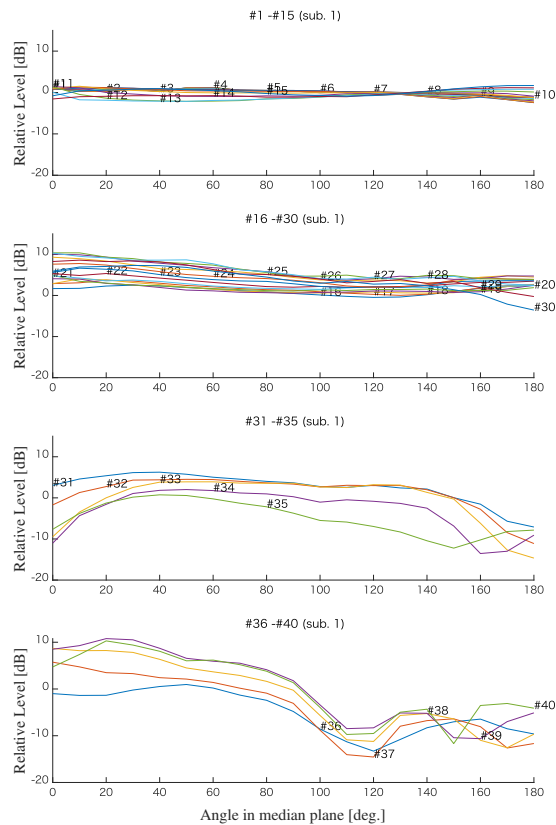 #1 -#15 (sub. 1)
10
0
-10
-20
Relative Level [dB]
#11 #2 #3 #4 #5 #6 #7 #8 #9 #10
#12 #13 #14 #15
0 20 40 60 80 100 120 140 160 180
#16 -#30 (sub. 1)
10
0
-10
-20
Relative Level [dB]
#21 #22 #23 #24 #25 #26 #27 #28 #29 #20
#16 #17 #18 #30
0 20 40 60 80 100 120 140 160 180
#31 -#35 (sub. 1)
10
0
-10
-20
Relative Level [dB]
#31 #32 #33 #34 #35
0 20 40 60 80 100 120 140 160 180
#36 -#40 (sub. 1)
10
0
-10
-20
Relative Level [dB]
#36 #37 #38 #39 #40
0 20 40 60 80 100 120 140 160 180
Angle in median plane [deg.]